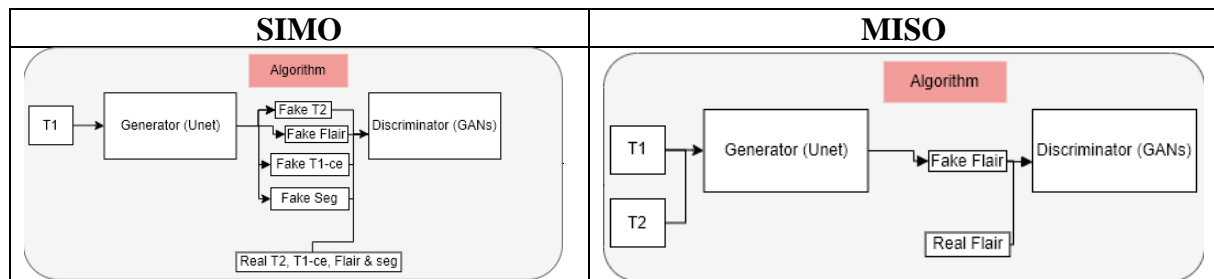 SIMO
MISO
Algorithm
T1
Generator (Unet)
Fake T2
Fake Flair
Fake T1-ce
Fake Seg
Discriminator (GANs)
Real T2, T1-ce, Flair & seg
Algorithm
T1
T2
Generator (Unet)
Fake Flair
Discriminator (GANs)
Real Flair